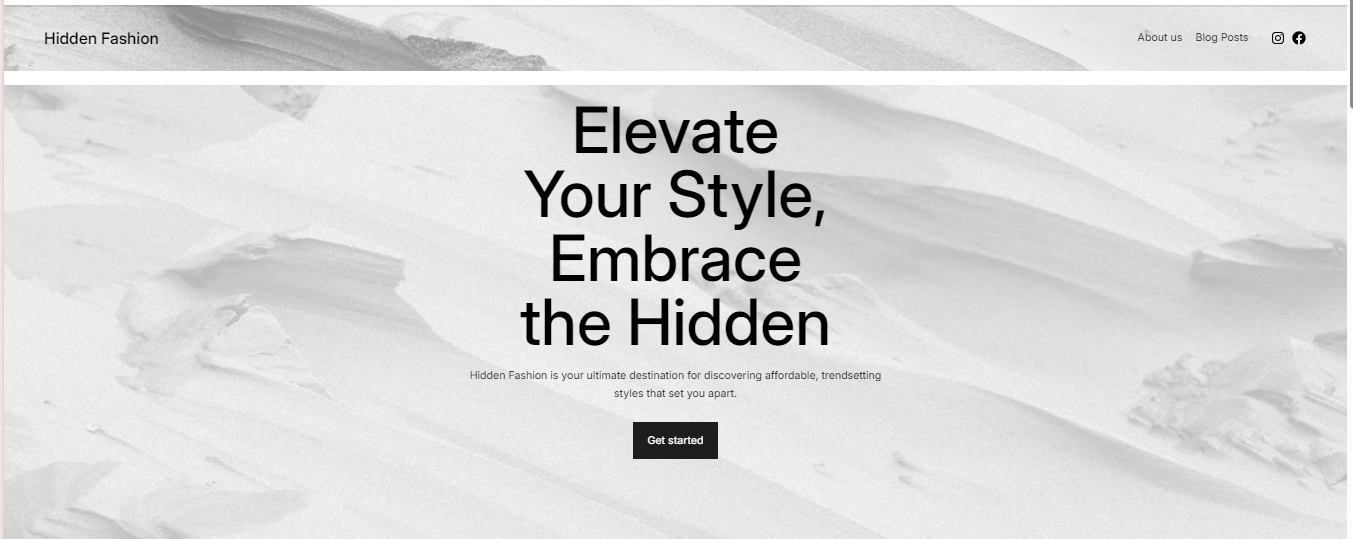 Hidden Fashion
About us
Blog Posts
Elevate
Your Style,
Embrace
the Hidden
Hidden Fashion is your ultimate destination for discovering affordable, trendsetting
styles that set you apart.
Get started